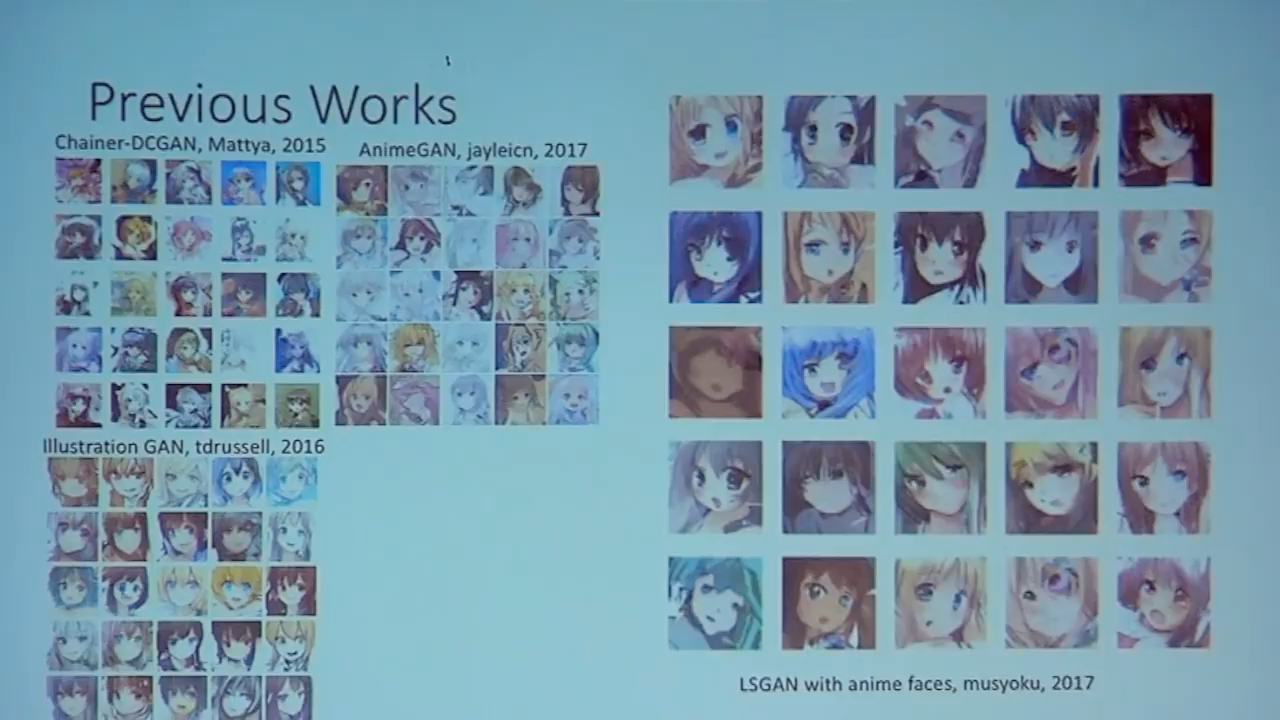 Previous Works
Chainer-DCGAN, Mattya, 2015
AnimeGAN, jayleicn, 2017
Illustration GAN, tdrussell, 2016
LSGAN with anime faces, musyoku, 2017